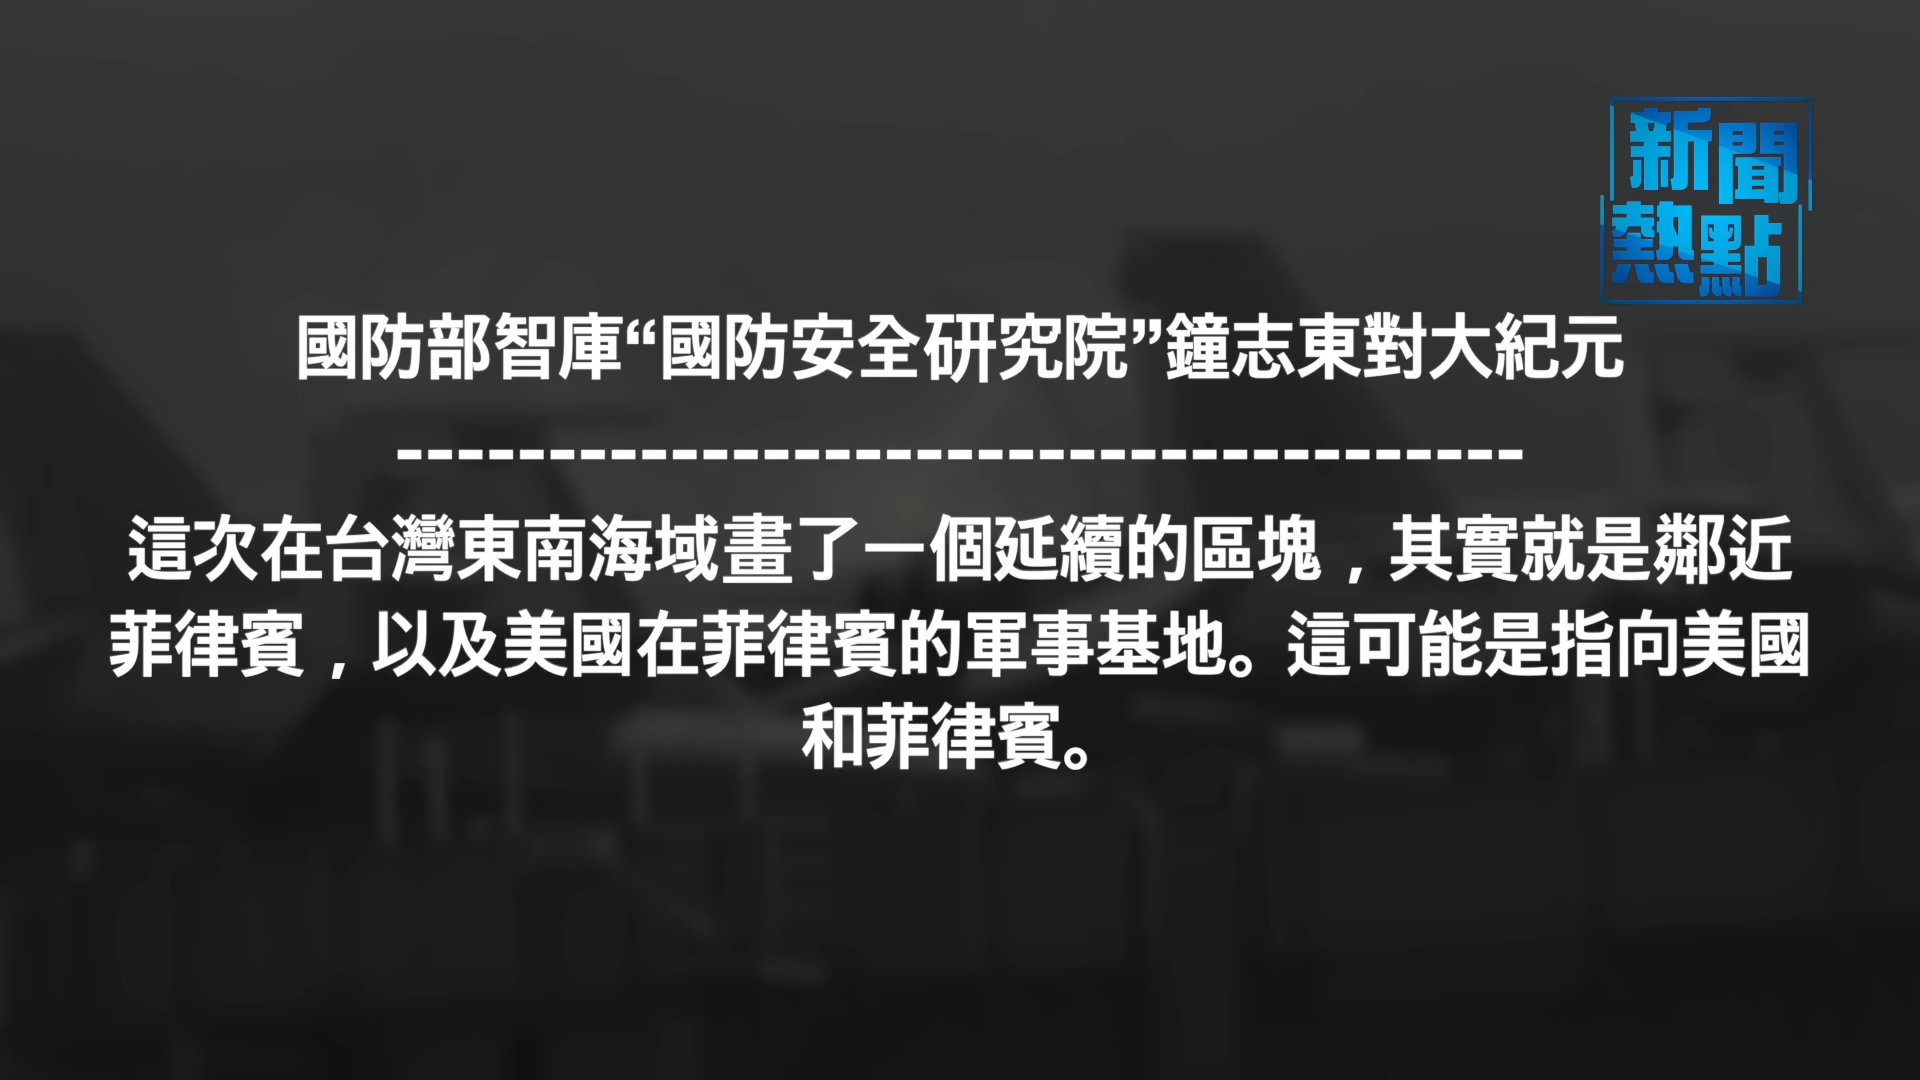 新聞
熱點
國防部智庫“國防安全研究院”鐘志東對大紀元
-------------------------------------
這次在台灣東南海域畫了一個延續的區塊，其實就是鄰近
菲律賓，以及美國在菲律賓的軍事基地。這可能是指向美國
和菲律賓。